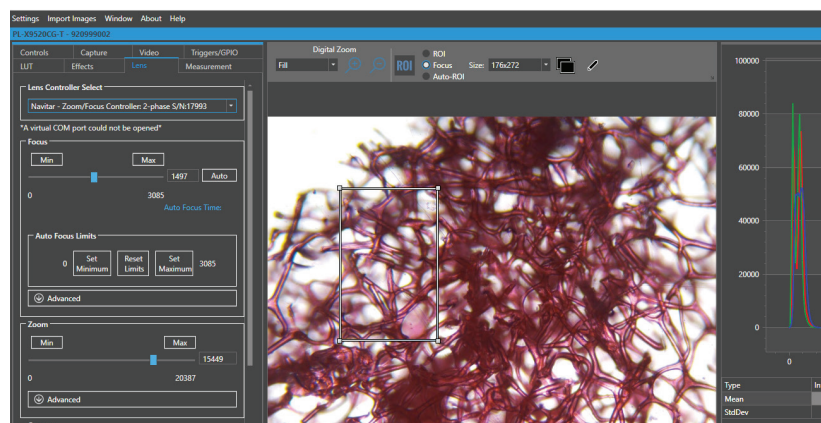 Settings Import Images Window About Help
PL-X9520CG-T - 920999002
Controls Capture Video Triggers/GPIO
LUT Effects Lens Measurement
Lens Controller Select
Navitar - Zoom/Focus Controller: 2-phase S/N:17993
*A virtual COM port could not be opened*
Focus
Min Max
1497 Auto
0 3085
Auto Focus Time:
Auto Focus Limits
0 Set Minimum Reset Limits Set Maximum 3085
Advanced
Zoom
Min Max
15449
0 20387
Advanced
Digital Zoom
Fill
ROI
ROI
Focus
Auto-ROI
Size: 176x272
100000
80000
60000
40000
20000
0
0
Type In
Mean
StdDev